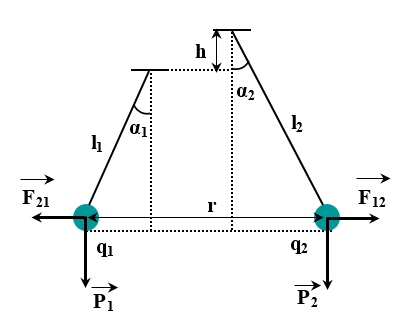 h
α₁
α₂
l₁
l₂
F₂₁
r
F₁₂
q₁
q₂
P₁
P₂